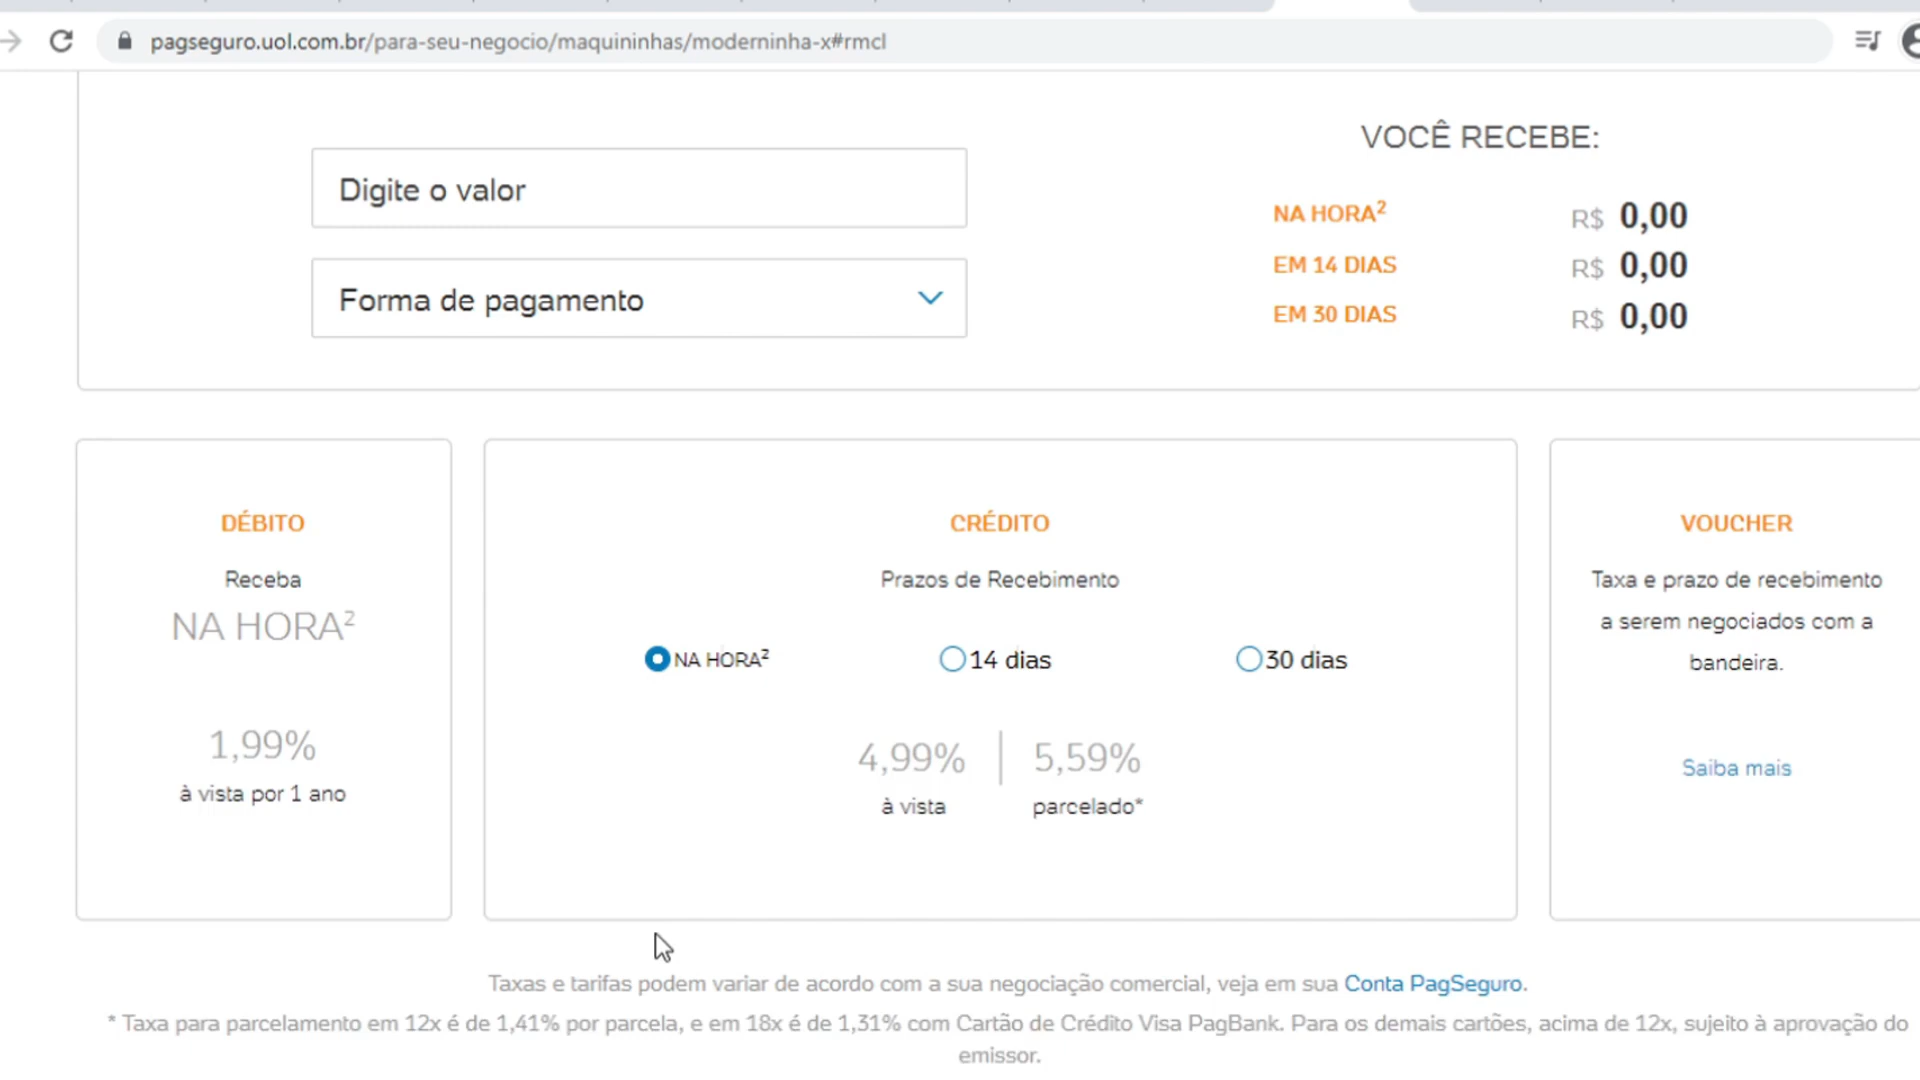 pagseguro.uol.com.br/para-seu-negocio/maquininhas/moderninha-x#rmcl
VOCÊ RECEBE:
Digite o valor
NA HORA² R$ 0,00
EM 14 DIAS R$ 0,00
Forma de pagamento
EM 30 DIAS R$ 0,00
DÉBITO
Receba
NA HORA²
1,99%
à vista por 1 ano
CRÉDITO
Prazos de Recebimento
NA HORA² 14 dias 30 dias
4,99% 5,59%
à vista parcelado*
VOUCHER
Taxa e prazo de recebimento
a serem negociados com a
bandeira.
Saiba mais
Taxas e tarifas podem variar de acordo com a sua negociação comercial, veja em sua Conta PagSeguro.
* Taxa para parcelamento em 12x é de 1,41% por parcela, e em 18x é de 1,31% com Cartão de Crédito Visa PagBank. Para os demais cartões, acima de 12x, sujeito à aprovação do
emissor.